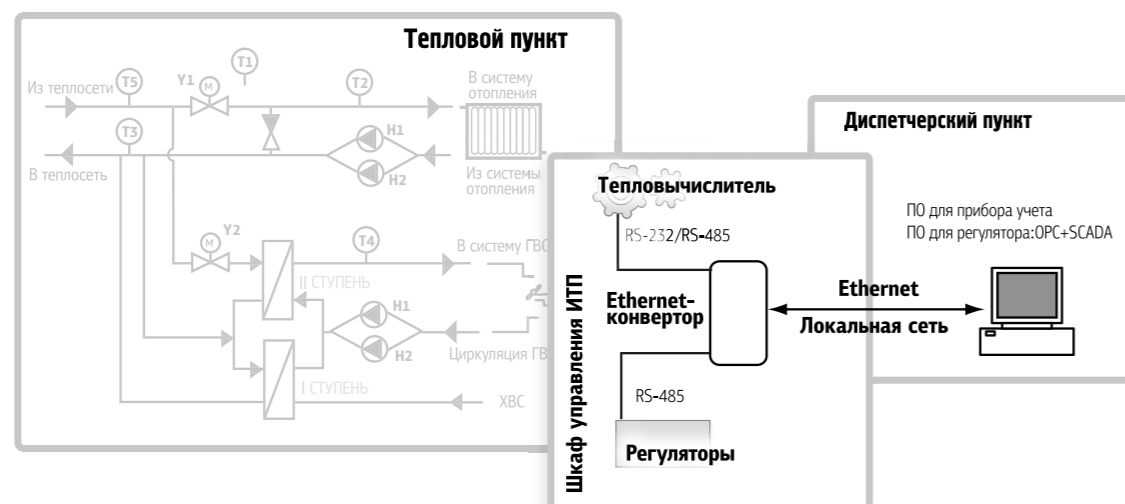 Тепловой пункт
Из теплосети
T5
Y1
M
T1
T2
В систему
отопления
T3
H1
H2
В теплосеть
Из системы
отопления
Y2
M
T4
В систему ГВС
II СТУПЕНЬ
H1
H2
Циркуляция ГВ
I СТУПЕНЬ
ХВС
Шкаф управления ИТП
Тепловычислитель
RS-232/RS-485
Ethernet-
конвертор
RS-485
Регуляторы
Диспетчерский пункт
ПО для прибора учета
ПО для регулятора:OPC+SCADA
Ethernet
Локальная сеть